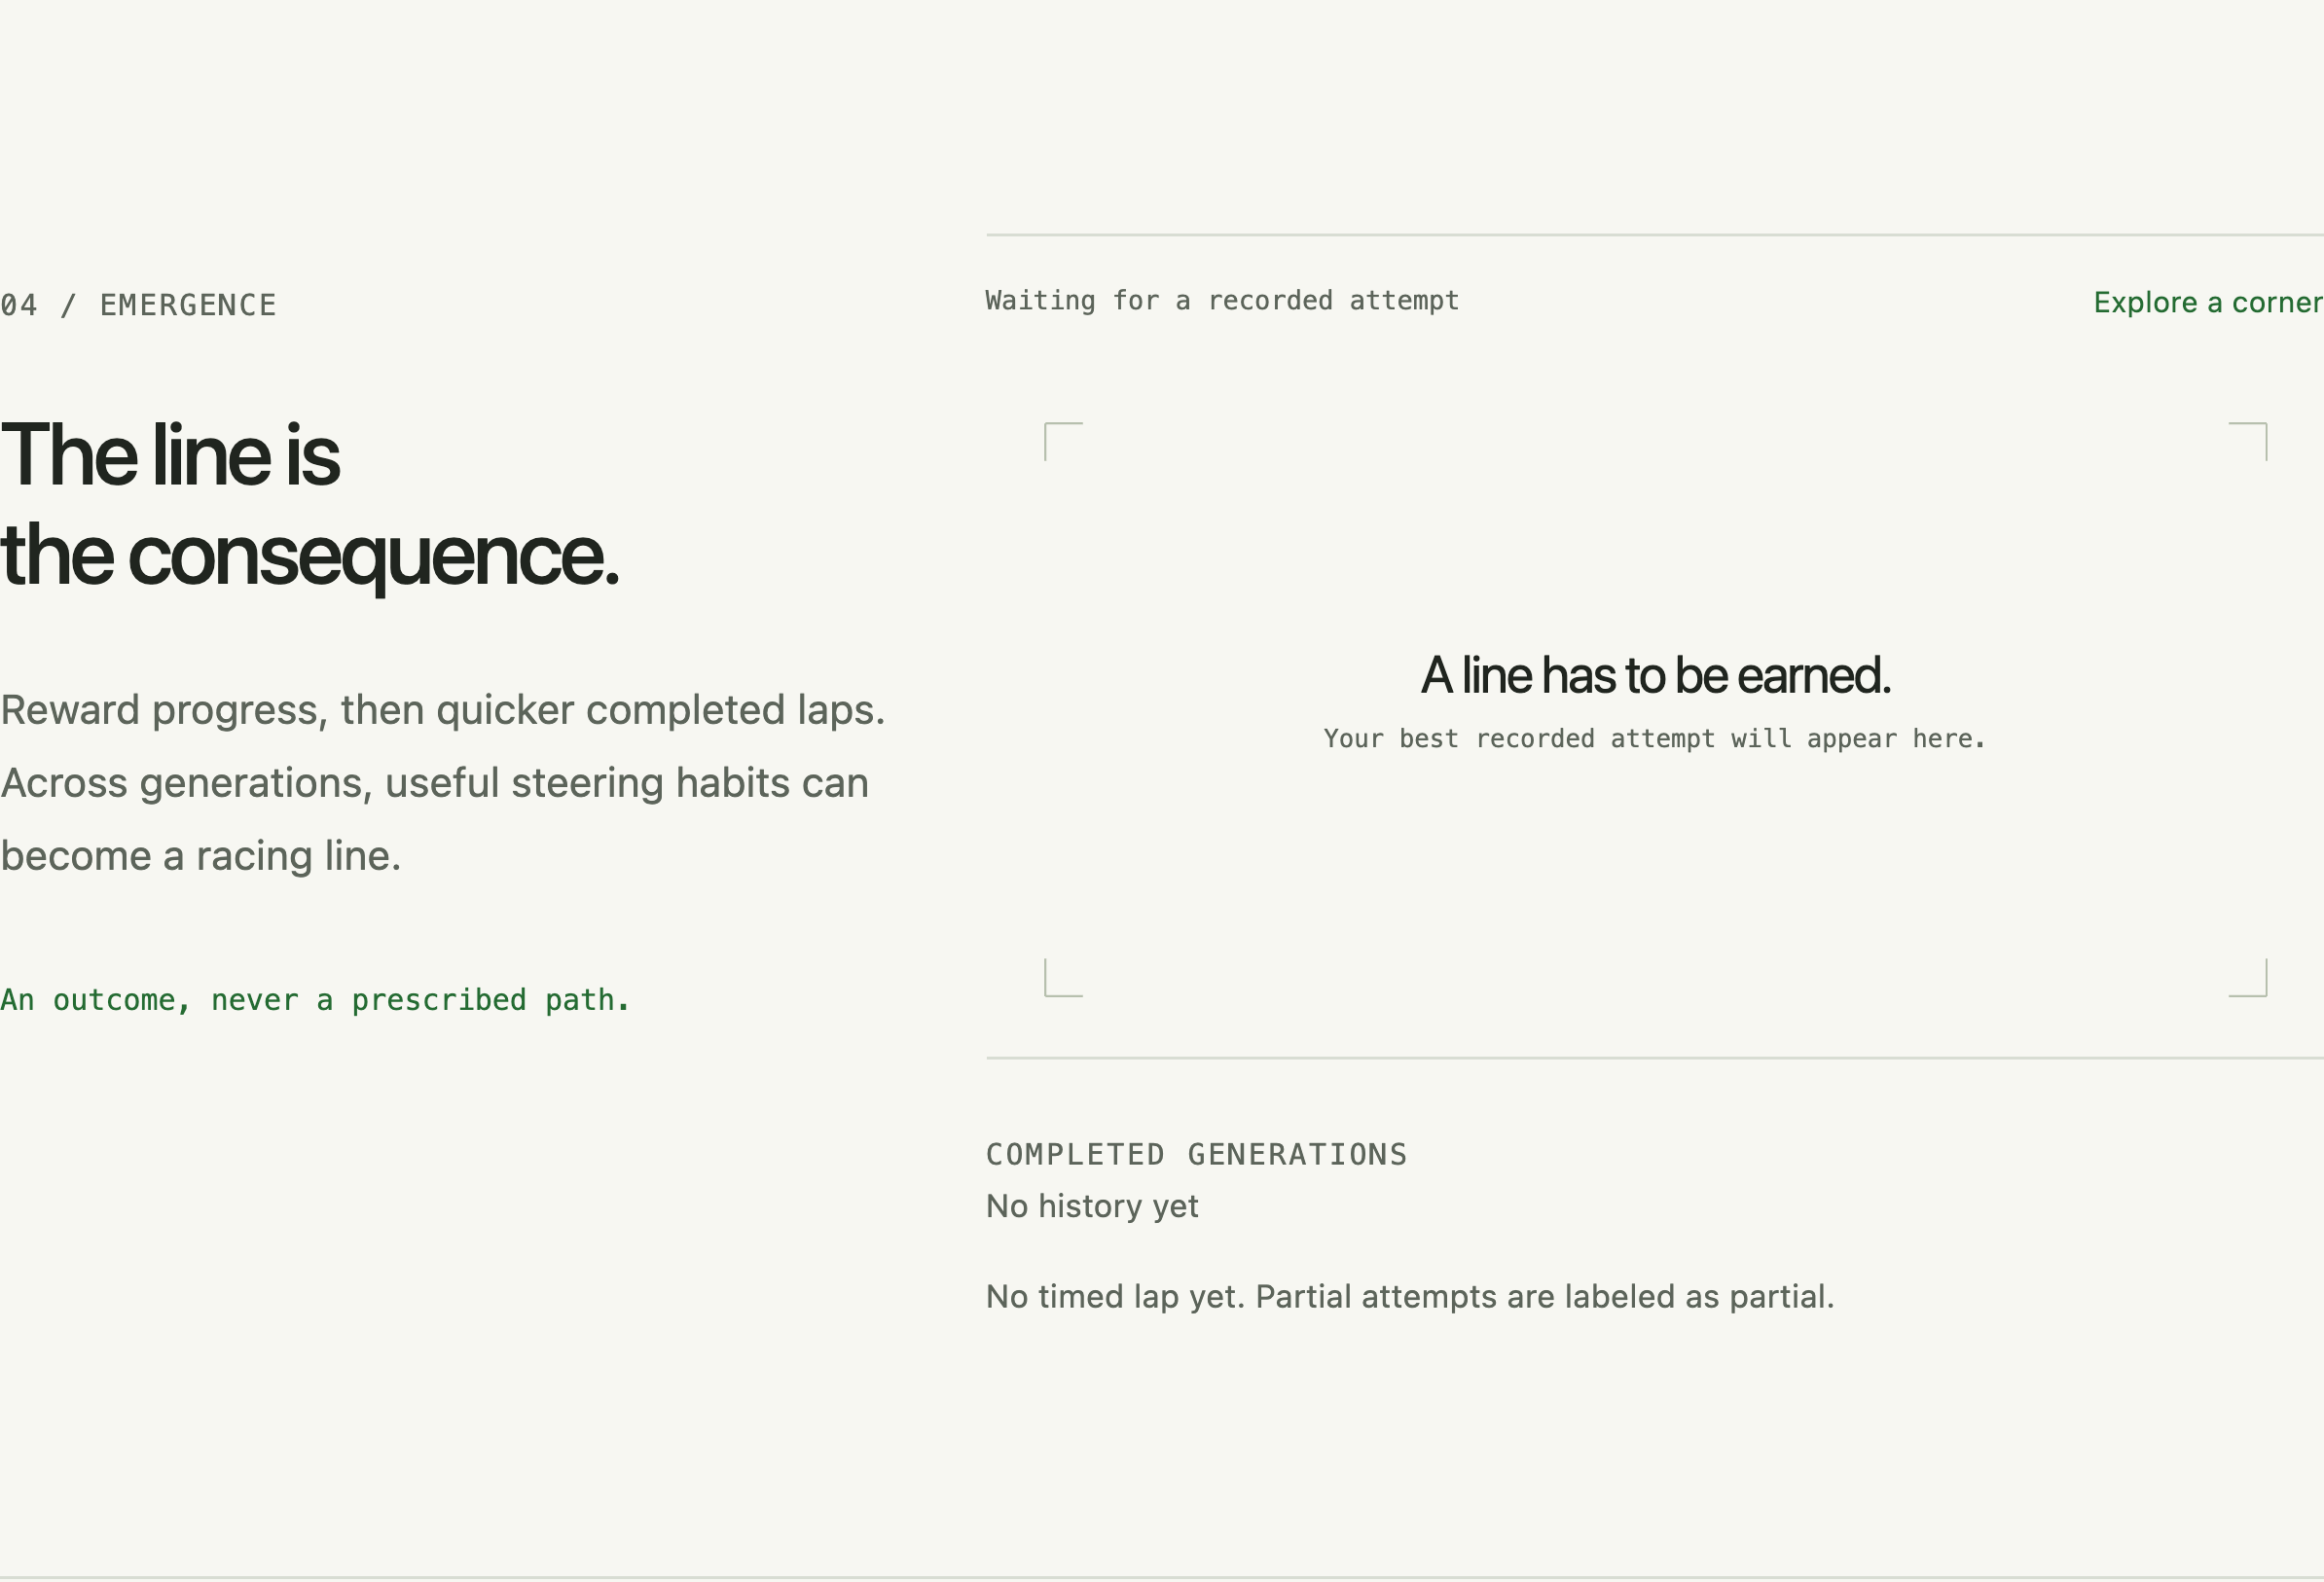 04 / EMERGENCE
The line is
the consequence.
Reward progress, then quicker completed laps.
Across generations, useful steering habits can
become a racing line.
An outcome, never a prescribed path.
Waiting for a recorded attempt
Explore a corner
A line has to be earned.
Your best recorded attempt will appear here.
COMPLETED GENERATIONS
No history yet
No timed lap yet. Partial attempts are labeled as partial.